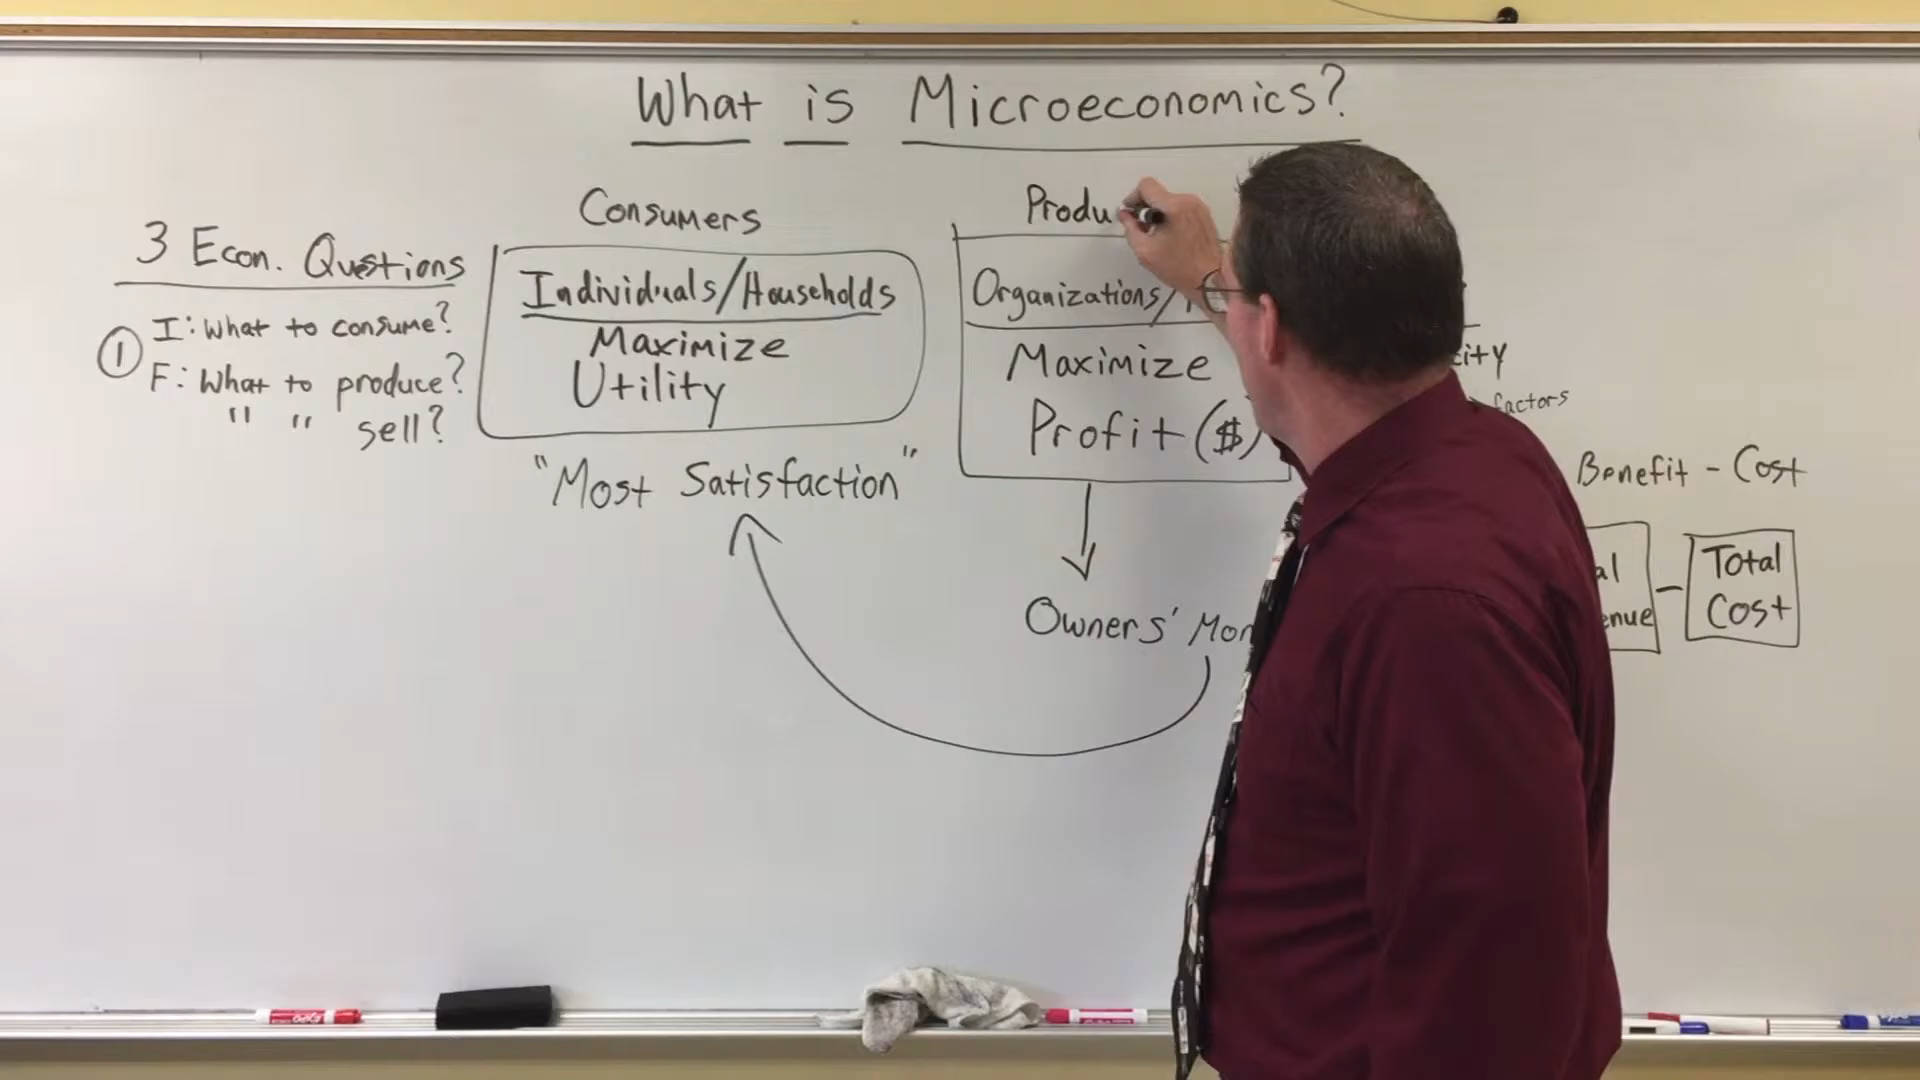 What is Microeconomics?
3 Econ. Questions
① I: What to consume?
F: What to produce?
" " sell?
Consumers
Individuals/Households
Maximize
Utility
"Most Satisfaction"
Produ
Organizations/
Maximize
Profit ($)
Owners'
factors
Benefit - Cost
- Total
Cost